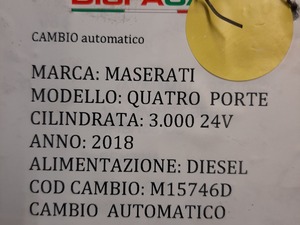 CAMBIO automatico
MARCA: MASERATI
MODELLO: QUATRO PORTE
CILINDRATA: 3.000 24V
ANNO: 2018
ALIMENTAZIONE: DIESEL
COD CAMBIO: M15746D
CAMBIO AUTOMATICO